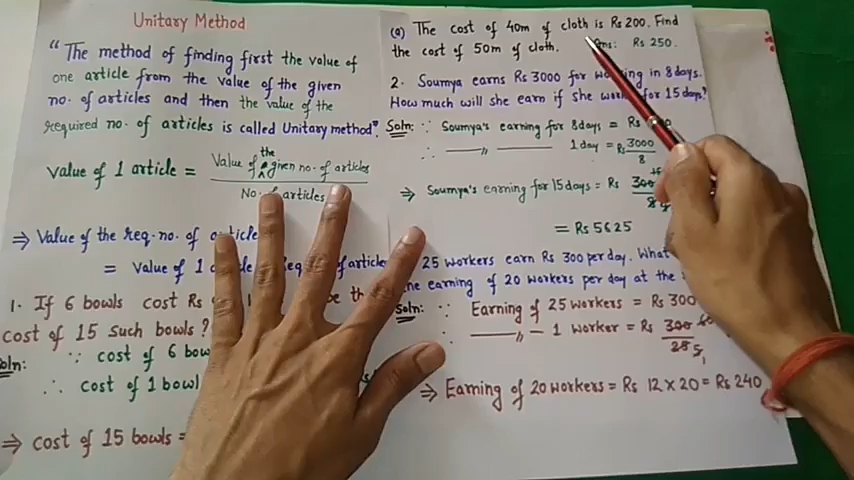 Unitary Method
"The method of finding first the value of
one article from the value of the given
no. of articles and then the value of the
required no. of articles is called Unitary method".
Value of 1 article = Value of the given no. of articles
No. of articles
⇒ Value of the req. no. of article
= Value of 1 a of article
1. If 6 bowls cost Rs be th
cost of 15 such bowls?
Soln: ∵ cost of 6 bow
∴ cost of 1 bowl
⇒ cost of 15 bowls =
(a) The cost of 40m of cloth is Rs 200. Find
the cost of 50m of cloth. Ans: Rs 250.
2. Soumya earns Rs 3000 for working in 8 days.
How much will she earn if she works for 15 days?
Soln: ∵ Soumya's earning for 8 days = Rs
∴ —— 〃 —— 1 day = Rs 3000
8
⇒ Soumya's earning for 15 days = Rs
= Rs 5625
25 workers earn Rs 300 per day. What
the earning of 20 workers per day at the
Soln: ∵ Earning of 25 workers = Rs 300
∴ —— 〃 — 1 worker = Rs 300 60
25 5
⇒ Earning of 20 workers = Rs 12 × 20 = Rs 240